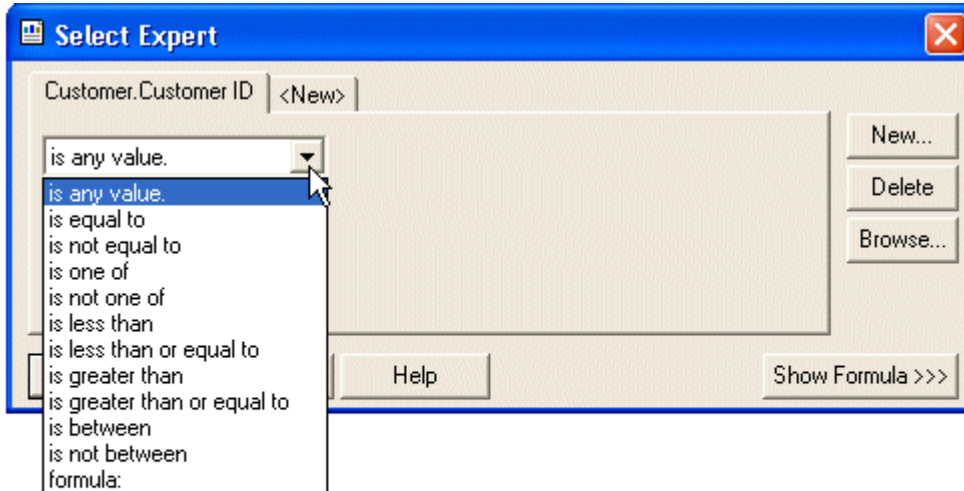 Select Expert
Customer.Customer ID
<New>
is any value.
New...
Delete
Browse...
is any value.
is equal to
is not equal to
is one of
is not one of
is less than
is less than or equal to
is greater than
is greater than or equal to
is between
is not between
formula:
Help
Show Formula >>>